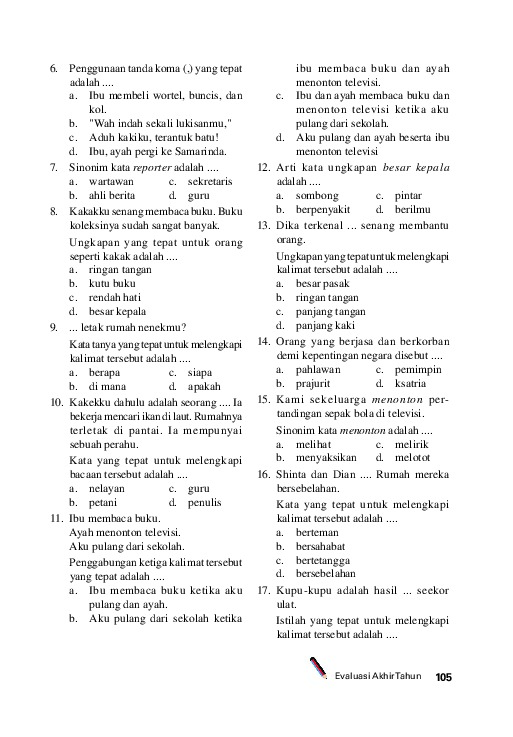 6. Penggunaan tanda koma (,) yang tepat
adalah ....
a. Ibu membeli wortel, buncis, dan
kol.
b. "Wah indah sekali lukisanmu,"
c. Aduh kakiku, terantuk batu!
d. Ibu, ayah pergi ke Samarinda.
7. Sinonim kata reporter adalah ....
a. wartawan c. sekretaris
b. ahli berita d. guru
8. Kakakku senang membaca buku. Buku
koleksinya sudah sangat banyak.
Ungkapan yang tepat untuk orang
seperti kakak adalah ....
a. ringan tangan
b. kutu buku
c. rendah hati
d. besar kepala
9. ... letak rumah nenekmu?
Kata tanya yang tepat untuk melengkapi
kalimat tersebut adalah ....
a. berapa c. siapa
b. di mana d. apakah
10. Kakekku dahulu adalah seorang .... Ia
bekerja mencari ikan di laut. Rumahnya
terletak di pantai. Ia mempunyai
sebuah perahu.
Kata yang tepat untuk melengkapi
bacaan tersebut adalah ....
a. nelayan c. guru
b. petani d. penulis
11. Ibu membaca buku.
Ayah menonton televisi.
Aku pulang dari sekolah.
Penggabungan ketiga kalimat tersebut
yang tepat adalah ....
a. Ibu membaca buku ketika aku
pulang dan ayah.
b. Aku pulang dari sekolah ketika
ibu membaca buku dan ayah
menonton televisi.
c. Ibu dan ayah membaca buku dan
menonton televisi ketika aku
pulang dari sekolah.
d. Aku pulang dan ayah beserta ibu
menonton televisi
12. Arti kata ungkapan besar kepala
adalah ....
a. sombong c. pintar
b. berpenyakit d. berilmu
13. Dika terkenal ... senang membantu
orang.
Ungkapan yang tepat untuk melengkapi
kalimat tersebut adalah ....
a. besar pasak
b. ringan tangan
c. panjang tangan
d. panjang kaki
14. Orang yang berjasa dan berkorban
demi kepentingan negara disebut ....
a. pahlawan c. pemimpin
b. prajurit d. ksatria
15. Kami sekeluarga menonton per-
tandingan sepak bola di televisi.
Sinonim kata menonton adalah ....
a. melihat c. melirik
b. menyaksikan d. melotot
16. Shinta dan Dian .... Rumah mereka
bersebelahan.
Kata yang tepat untuk melengkapi
kalimat tersebut adalah ....
a. berteman
b. bersahabat
c. bertetangga
d. bersebelahan
17. Kupu-kupu adalah hasil ... seekor
ulat.
Istilah yang tepat untuk melengkapi
kalimat tersebut adalah ....
Evaluasi Akhir Tahun 105